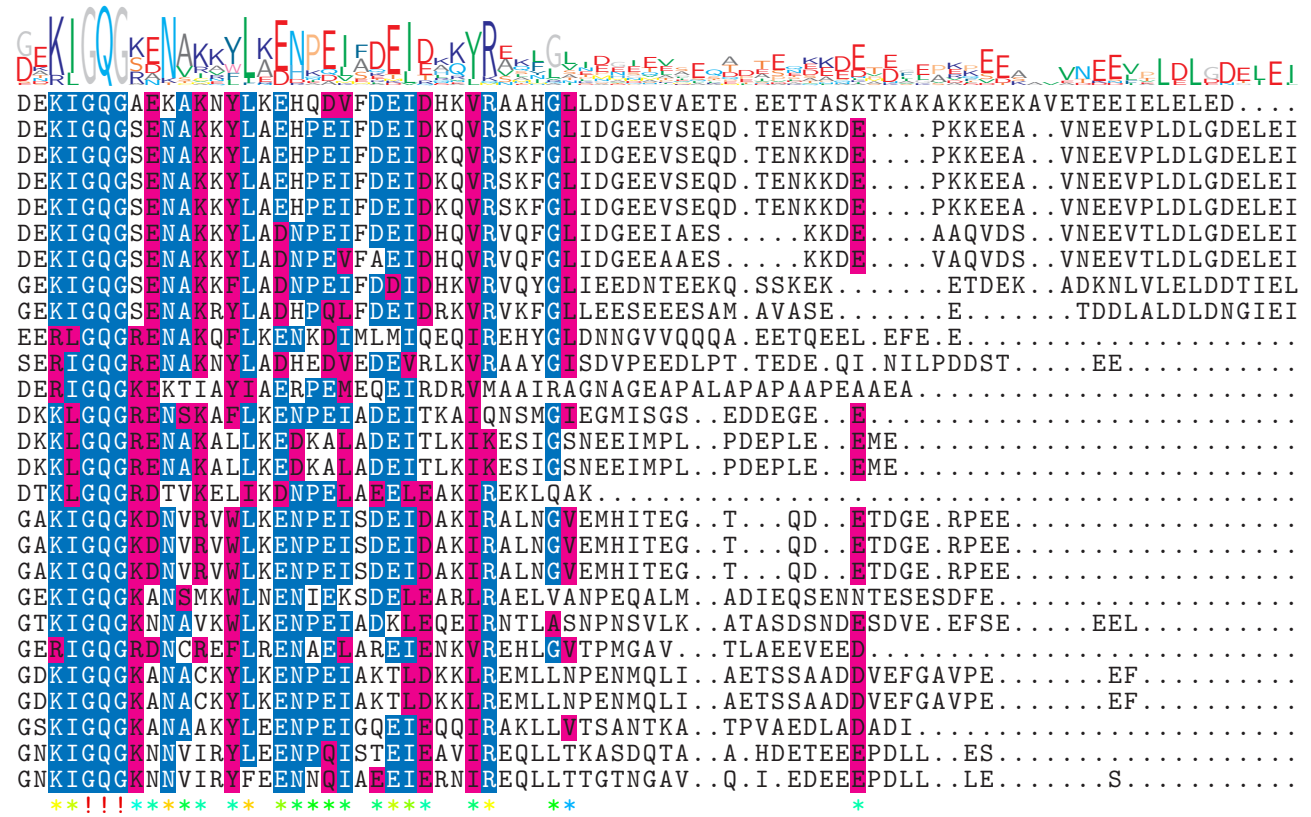 DEKIGQGAEKAKNYLKEHQDVFDEIDHKVRAAHGLLDDSEVAETE.EETTASKTKAKAKKEEKAVETEEIELELED....
DEKIGQGSENAKKYLAEHPEIFDEIDKQVRSKFGLIDGEEVSEQD.TENKKDE....PKKEEA..VNEEVPLDLGDELEI
DEKIGQGSENAKKYLAEHPEIFDEIDKQVRSKFGLIDGEEVSEQD.TENKKDE....PKKEEA..VNEEVPLDLGDELEI
DEKIGQGSENAKKYLAEHPEIFDEIDKQVRSKFGLIDGEEVSEQD.TENKKDE....PKKEEA..VNEEVPLDLGDELEI
DEKIGQGSENAKKYLAEHPEIFDEIDKQVRSKFGLIDGEEVSEQD.TENKKDE....PKKEEA..VNEEVPLDLGDELEI
DEKIGQGSENAKKYLADNPEIFDEIDHQVRVQFGLIDGEEIAES.....KKDE....AAQVDS..VNEEVTLDLGDELEI
DEKIGQGSENAKKYLADNPEVFAEIDHQVRVQFGLIDGEEAAES.....KKDE....VAQVDS..VNEEVTLDLGDELEI
GEKIGQGSENAKKFLADNPEIFDDIDHKVRVQYGLIEEDNTEEKQ.SSKEK.......ETDEK..ADKNLVLELDDTIEL
GEKIGQGSENAKRYLADHPQLFDEIDRKVRVKFGLLEESEEESAM.AVASE.......E.......TDDLALDLDNGIEI
EERLGQGRENAKQFLKENKDIMLMIQEQIREHYGLDNNGVVQQQA.EETQEEL.EFE.E.....................
SERIGQGRENAKNYLADHEDVEDEVRLKVRAAYGISDVPEEDLPT.TEDE.QI.NILPDDST.....EE...........
DERIGQGKEKTIAYIAERPEMEQEIRDRVMAAIRAGNAGEAPALAPAPAAPEAAEA........................
DKKLGQGRENSKAFLKENPEIADEITKAIQNSMGIEGMISGS..EDDEGE..E...........................
DKKLGQGRENAKALLKEDKALADEITLKIKESIGSNEEIMPL..PDEPLE..EME.........................
DKKLGQGRENAKALLKEDKALADEITLKIKESIGSNEEIMPL..PDEPLE..EME.........................
DTKLGQGRDTVKELIKDNPELAEELEAKIREKLQAK............................................
GAKIGQGKDNVRVWLKENPEISDEIDAKIRALNGVEMHITEG..T...QD..ETDGE.RPEE..................
GAKIGQGKDNVRVWLKENPEISDEIDAKIRALNGVEMHITEG..T...QD..ETDGE.RPEE..................
GAKIGQGKDNVRVWLKENPEISDEIDAKIRALNGVEMHITEG..T...QD..ETDGE.RPEE..................
GEKIGQGKANSMKWLNENIEKSDELEARLRAELVANPEQALM..ADIEQSENNTESESDFE...................
GTKIGQGKNNAVKWLKENPEIADKLEQEIRNTLASNPNSVLK..ATASDSNDESDVE.EFSE.....EEL..........
GERIGQGRDNCREFLRENAELAREIENKVREHLGVTPMGAV...TLAEEVEED...........................
GDKIGQGKANACKYLKENPEIAKTLDKKLREMLLNPENMQLI..AETSSAADDVEFGAVPE......EF...........
GDKIGQGKANACKYLKENPEIAKTLDKKLREMLLNPENMQLI..AETSSAADDVEFGAVPE......EF...........
GSKIGQGKANAAKYLEENPEIGQEIEQQIRAKLLVTSANTKA..TPVAEDLADADI........................
GNKIGQGKNNVIRYLEENPQISTEIEAVIREQLLTKASDQTA..A.HDETEEEPDLL..ES...................
GNKIGQGKNNVIRYFEENNQIAEEIERNIREQLLTTGTNGAV..Q.I.EDEEEPDLL..LE......S............
**!!!***** ** ***** **** ** ** *